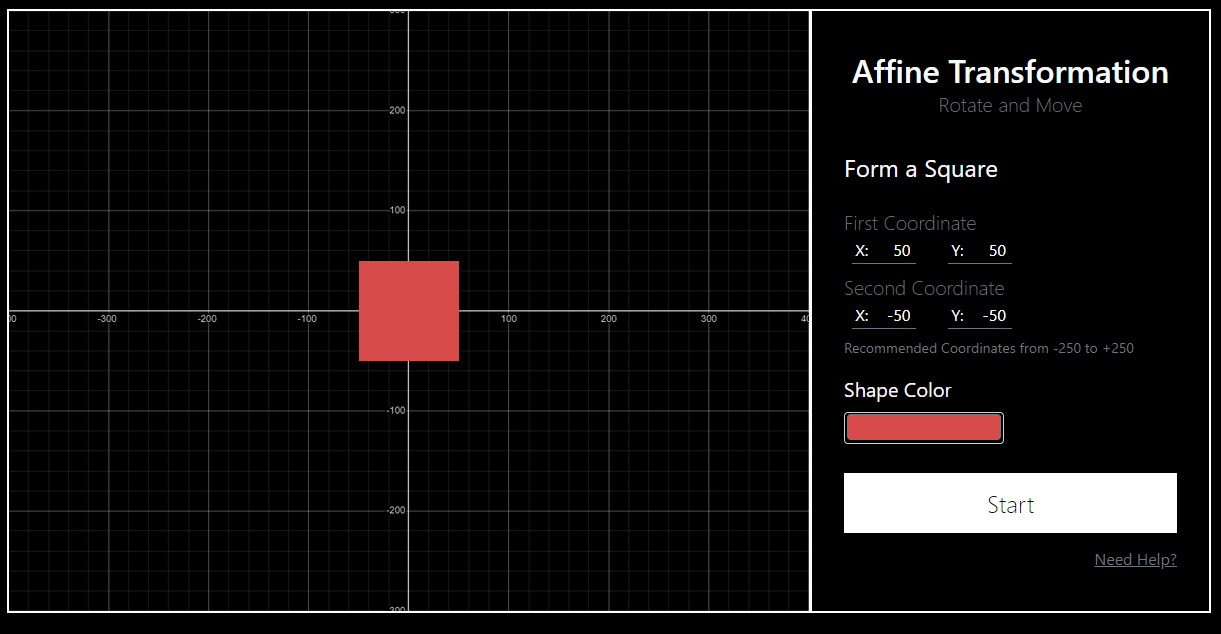 200
100
-300 -200 -100 100 200 300
-100
-200
Affine Transformation
Rotate and Move
Form a Square
First Coordinate
X: 50 Y: 50
Second Coordinate
X: -50 Y: -50
Recommended Coordinates from -250 to +250
Shape Color
Start
Need Help?